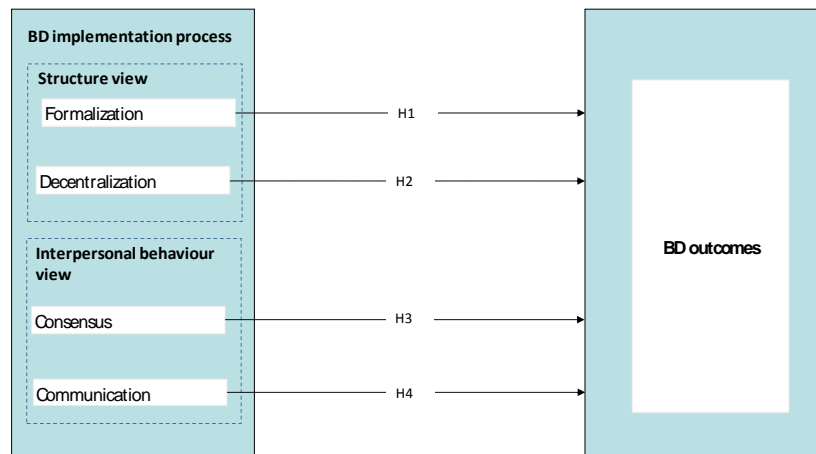 BD implementation process
Structure view
Formalization
H1
Decentralization
H2
Interpersonal behaviour
view
BD outcomes
Consensus
H3
Communication
H4